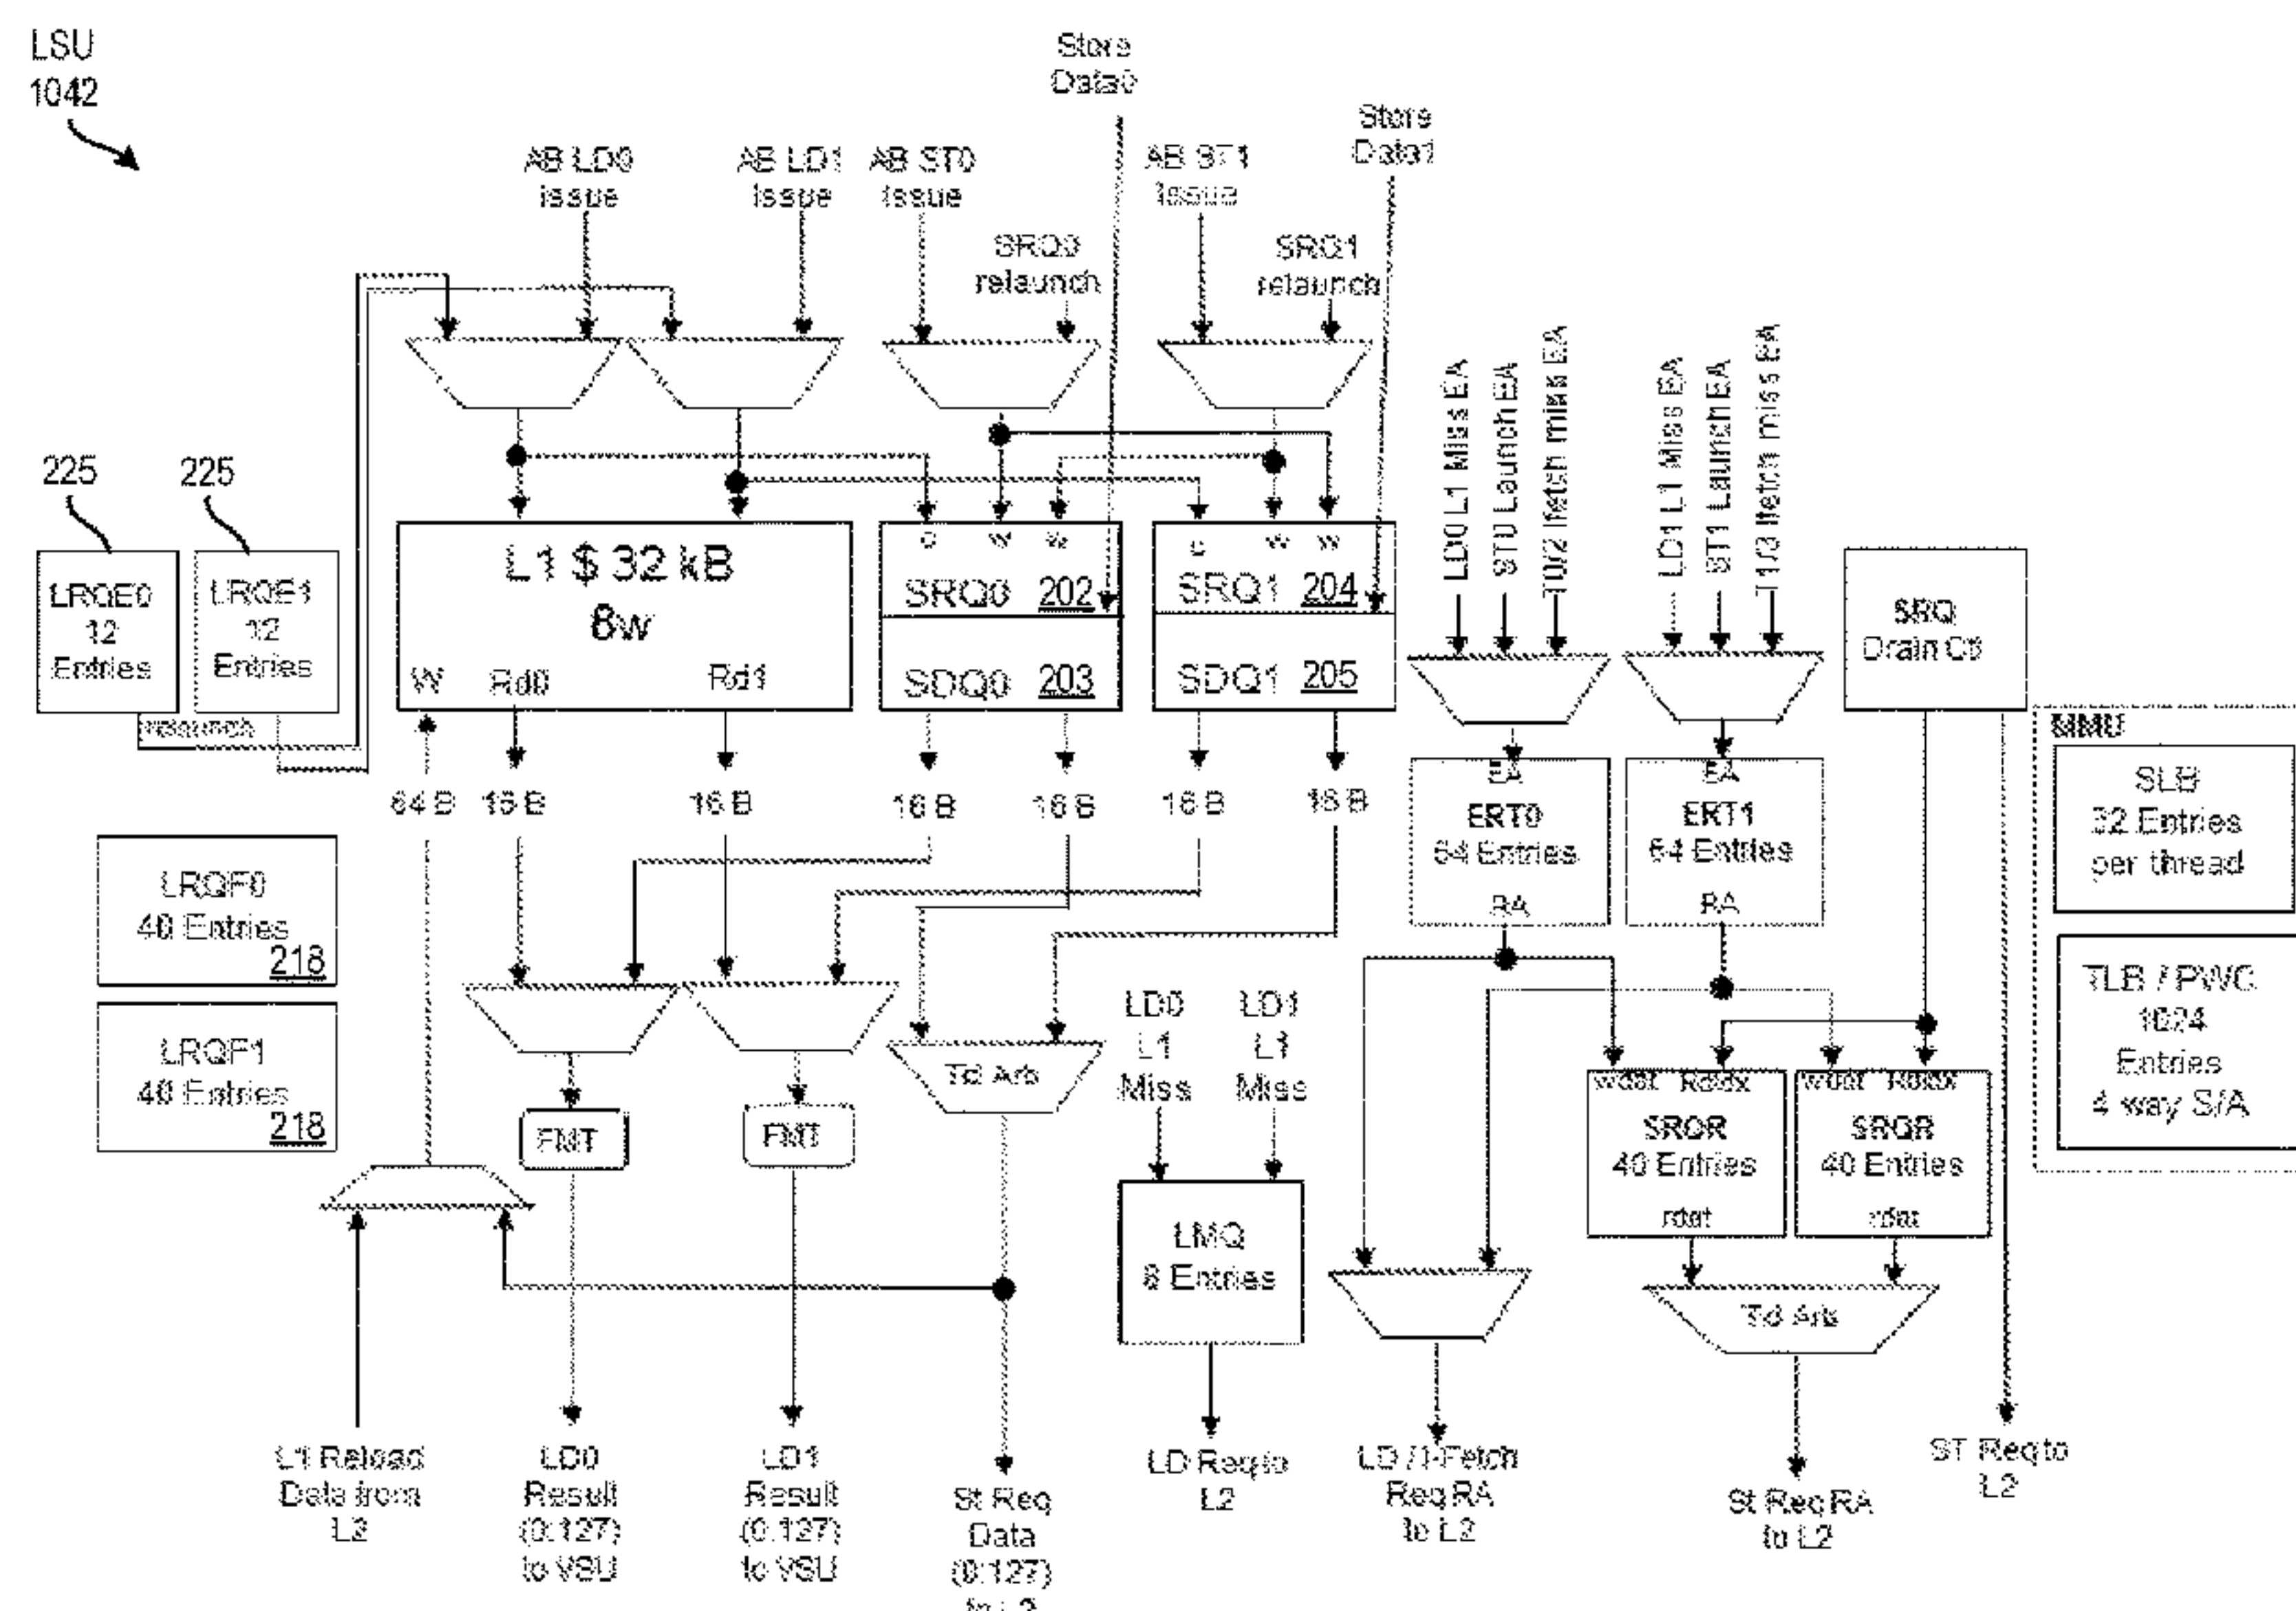 LSU
1042
Store
Data0
Store
Data1
AB LD0
Issue
AB LD1
Issue
AB ST0
Issue
AB ST1
Issue
SRQ0
relaunch
SRQ1
relaunch
LD0 L1 Miss EA
ST0 Launch EA
T0/2 Ifetch miss EA
LD1 L1 Miss EA
ST1 Launch EA
T1/3 Ifetch miss EA
225
225
LRQE0
12
Entries
LRQE1
12
Entries
relaunch
L1 $ 32 kB
8w
W
Rd0
Rd1
SRQ0 202
SDQ0 203
c
w
w
SRQ1 204
SDQ1 205
SRQ
Drain Ctl
64 B
16 B
16 B
16 B
16 B
16 B
16 B
EA
ERT0
64 Entries
RA
EA
ERT1
64 Entries
RA
MMU
SLB
32 Entries
per thread
TLB / PWC
1024
Entries
4 way S/A
LRQF0
40 Entries
218
LRQF1
40 Entries
218
FMT
FMT
Td Arb
LD0
L1
Miss
LD1
L1
Miss
LMQ
8 Entries
wdat Rdidx
SRQR
40 Entries
rdat
wdat Rdidx
SRQR
40 Entries
rdat
Td Arb
L1 Reload
Data from
L2
LD0
Result
(0:127)
to VSU
LD1
Result
(0:127)
to VSU
St Req
Data
(0:127)
to L2
LD Req to
L2
LD / I-Fetch
Req RA
to L2
St Req RA
to L2
ST Req to
L2